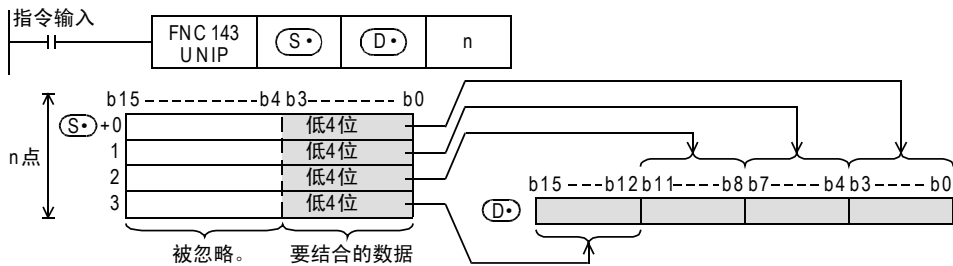 指令输入
FNC 143
UNIP
S•
D•
n
b15 --------- b4 b3------- b0
S•+0 低4位
1 低4位
2 低4位
3 低4位
n点
被忽略。 要结合的数据
b15 ---b12 b11----b8 b7----b4 b3----b0
D•